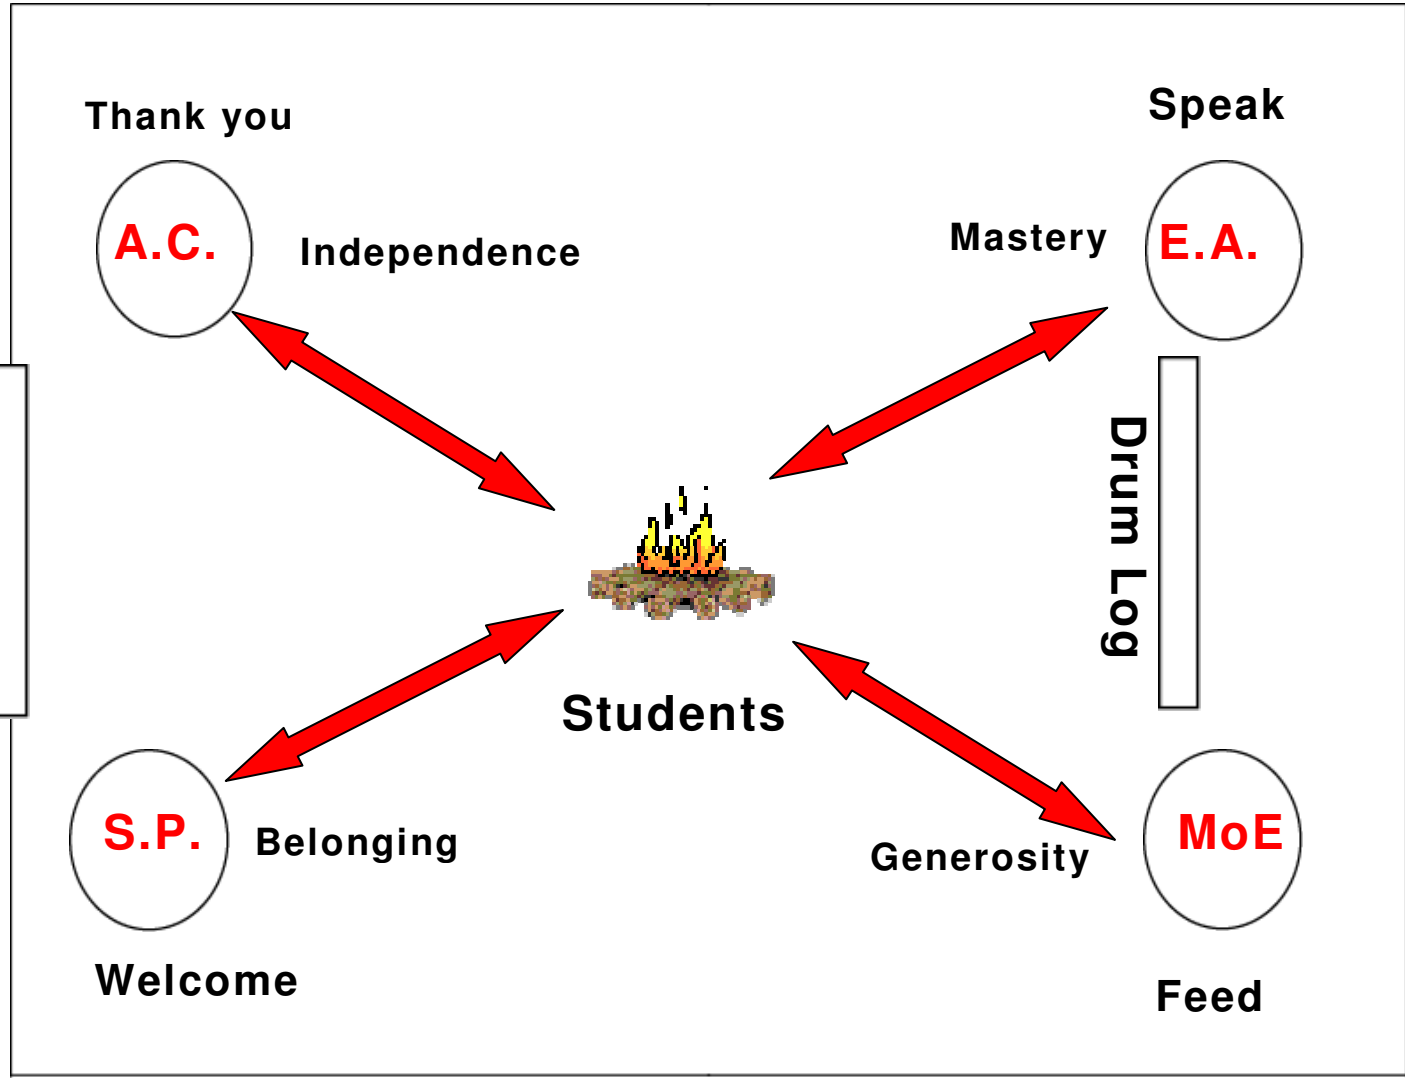 Thank you
Speak
A.C.
Independence
Mastery
E.A.
Drum Log
Students
S.P.
Belonging
Generosity
MoE
Welcome
Feed